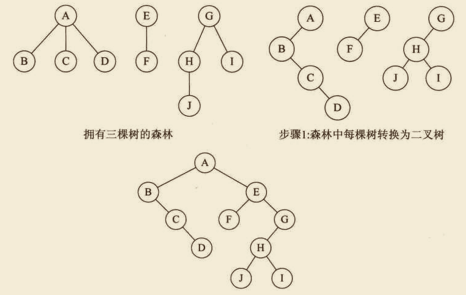 A E G A E G
B C D F H I B F H
J C J I
D
拥有三棵树的森林 步骤1:森林中每棵树转换为二叉树
A
B E
C F G
D H
J I